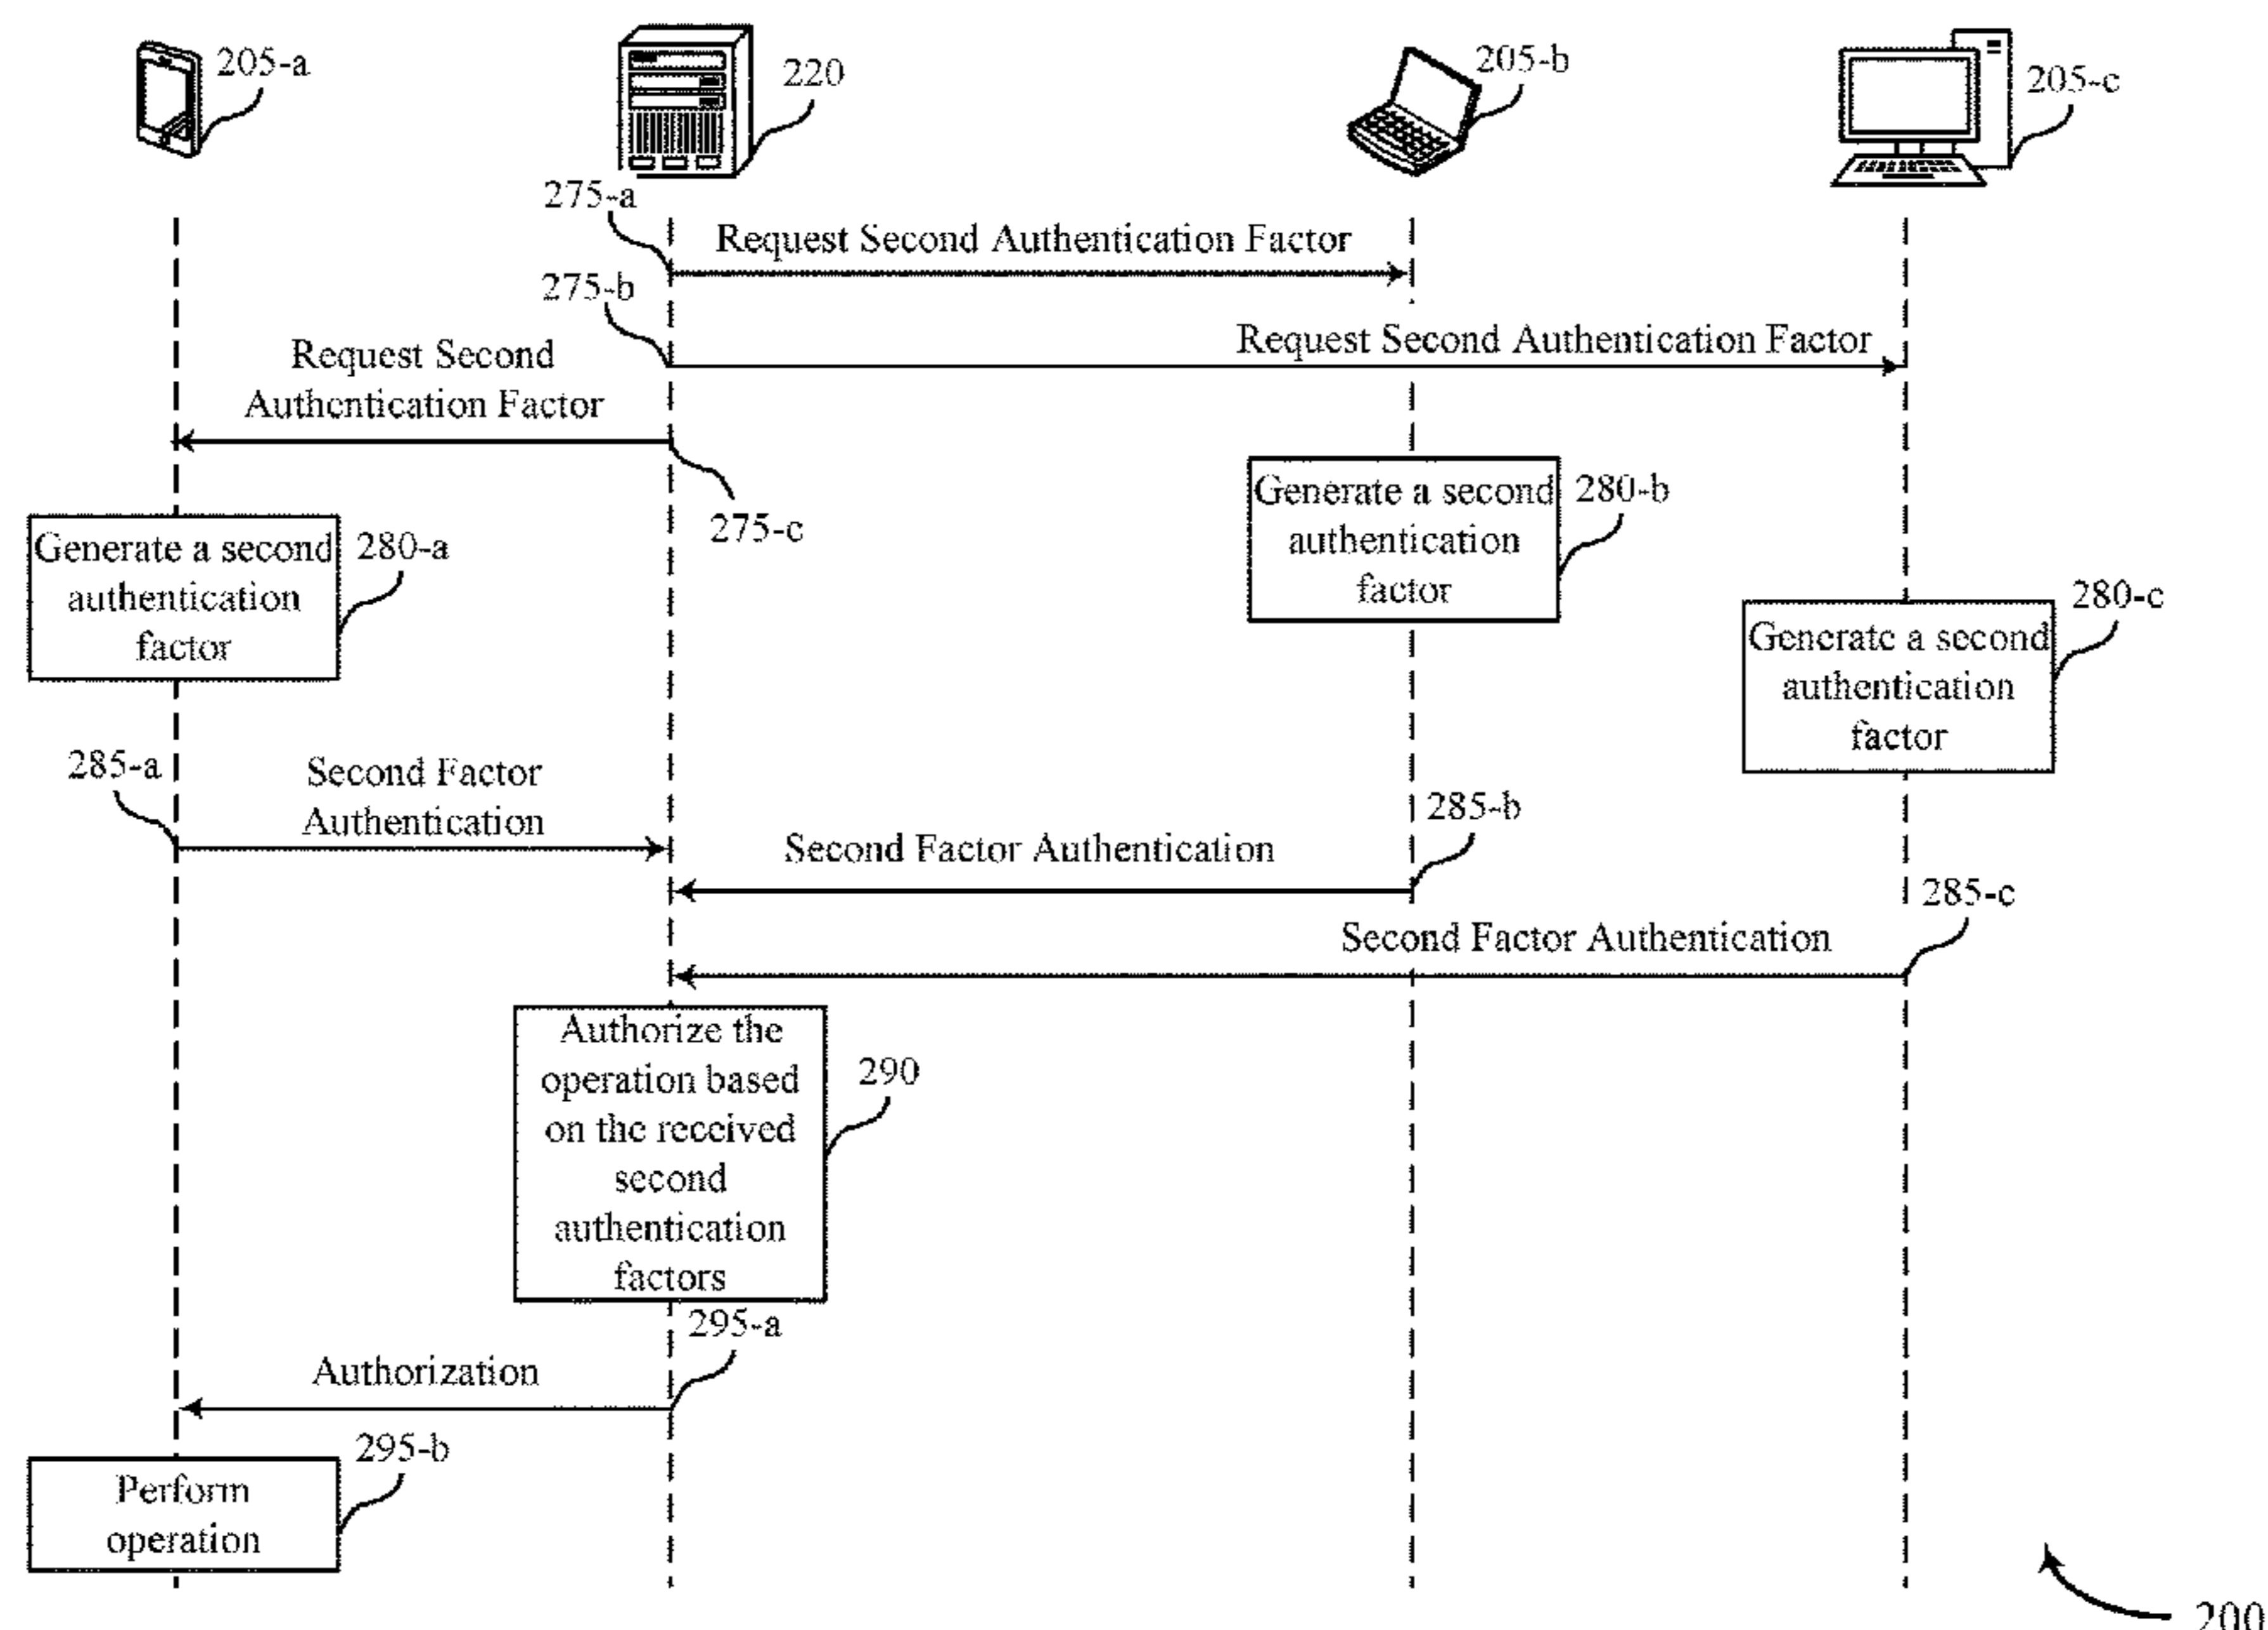 205-a
220
205-b
205-c
275-a
Request Second Authentication Factor
275-b
Request Second Authentication Factor
Request Second
Authentication Factor
275-c
Generate a second
authentication
factor
280-b
Generate a second
authentication
factor
280-a
280-c
Generate a second
authentication
factor
285-a
Second Factor
Authentication
285-b
Second Factor Authentication
285-c
Second Factor Authentication
Authorize the
operation based
on the received
second
authentication
factors
290
295-a
Authorization
295-b
Perform
operation
200